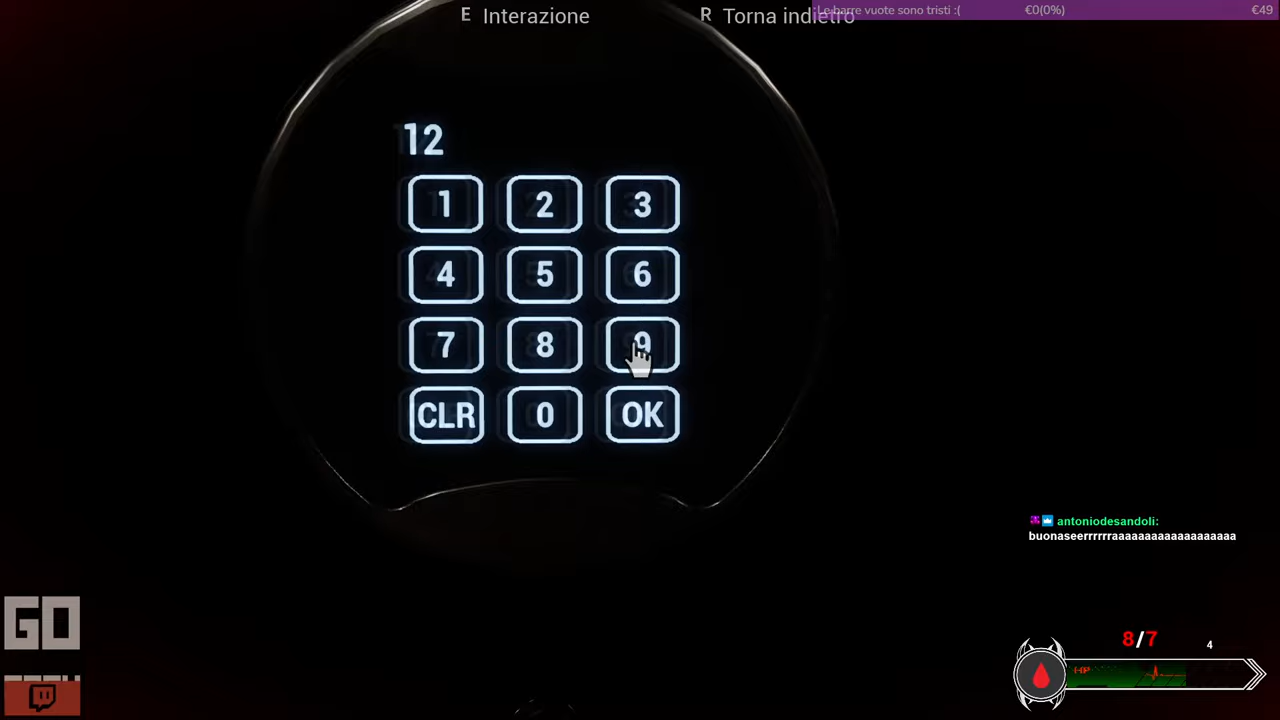 E Interazione R Torna indietro
Le barre vuote sono tristi :( €0(0%) €49
12
1 2 3
4 5 6
7 8 9
CLR 0 OK
antoniodesandoli:
buonaseerrrrrraaaaaaaaaaaaaaaaaaa
GO
8/7 4
HP